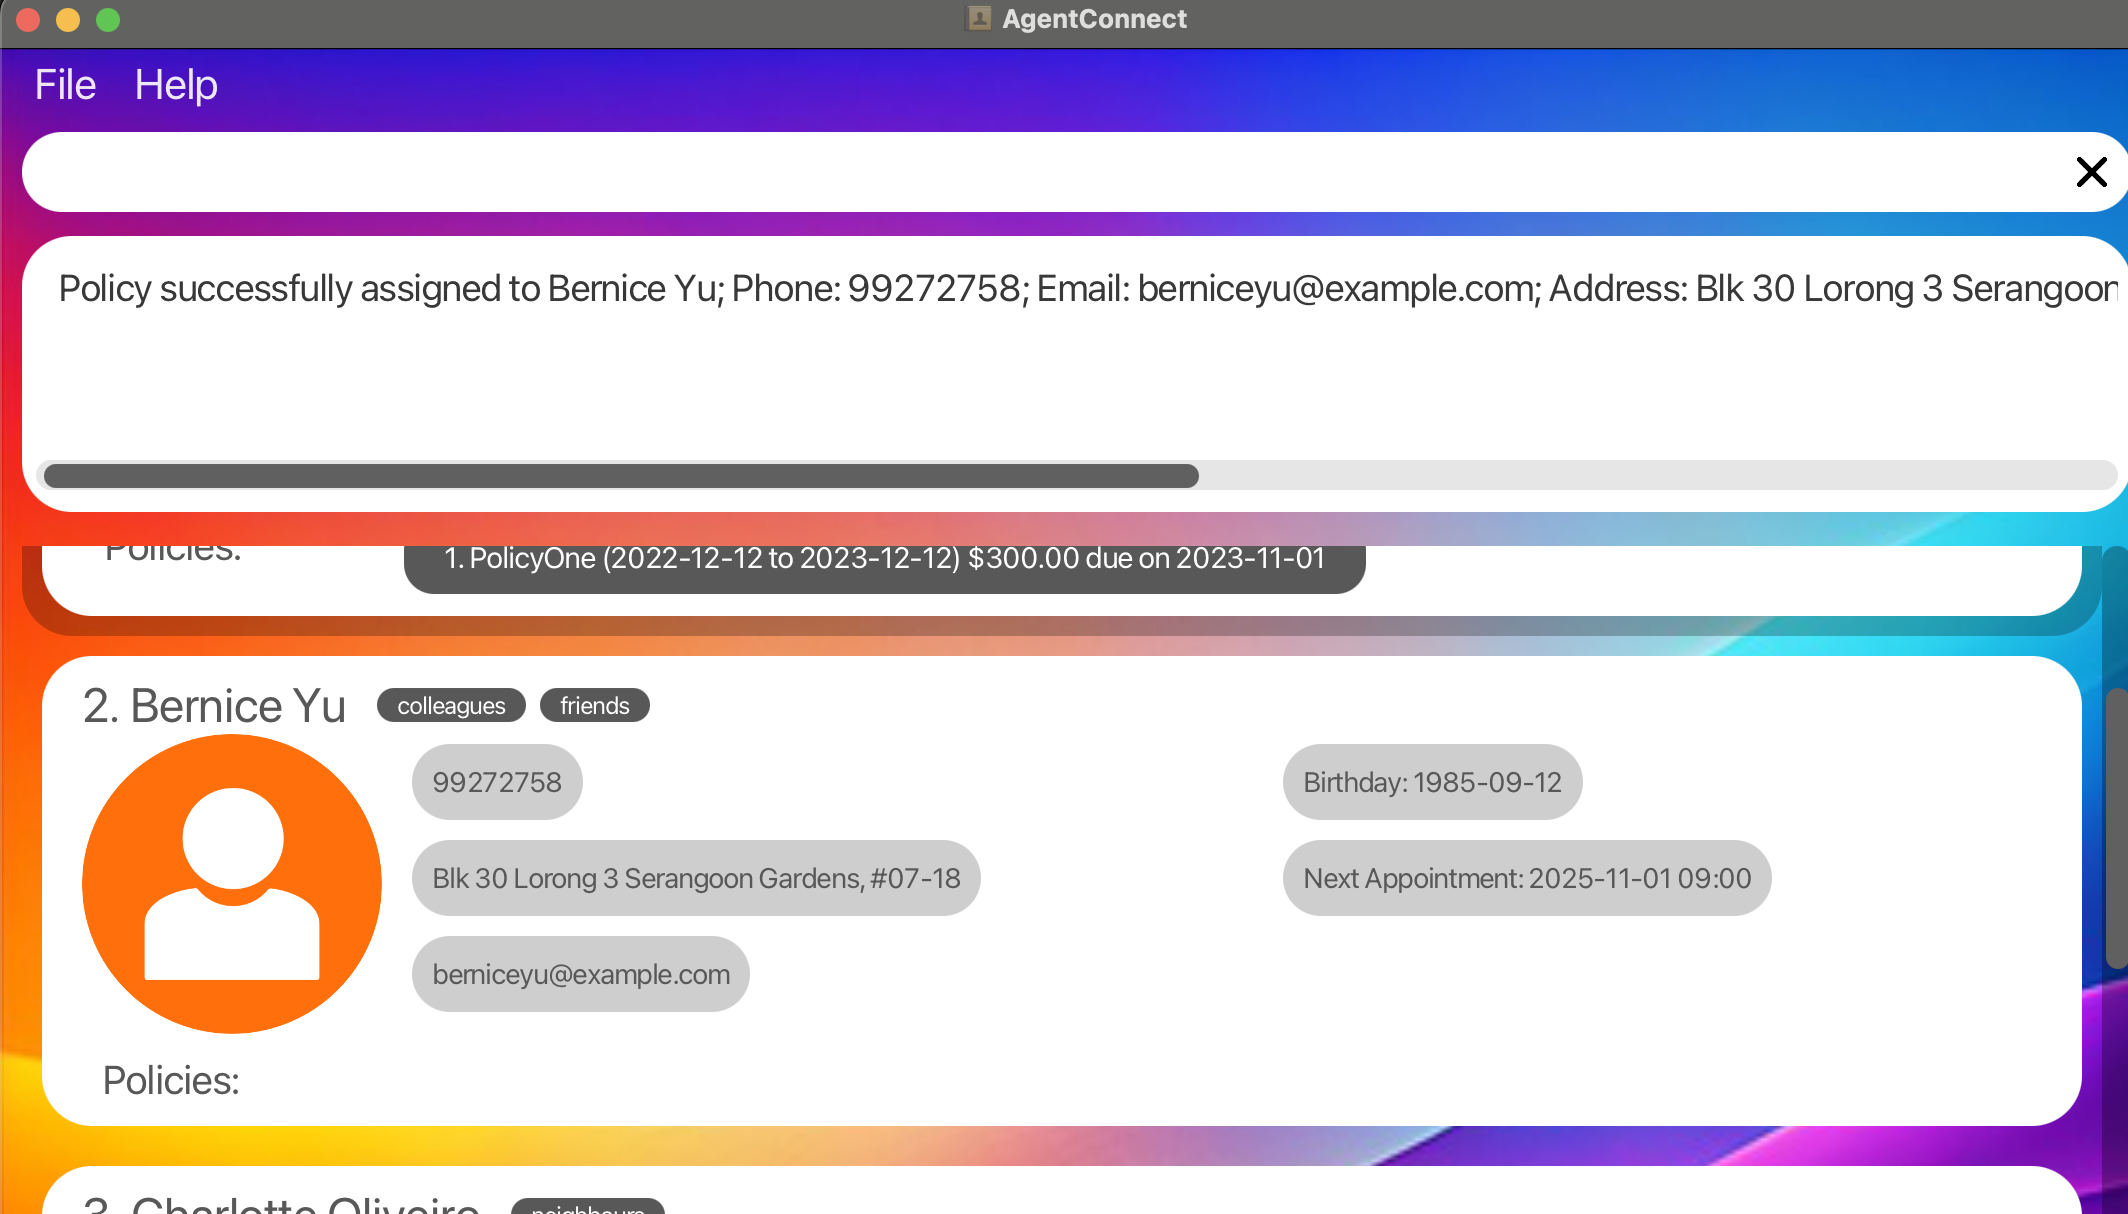 AgentConnect
File Help
Policy successfully assigned to Bernice Yu; Phone: 99272758; Email: berniceyu@example.com; Address: Blk 30 Lorong 3 Serangoon
Policies:
1. PolicyOne (2022-12-12 to 2023-12-12) $300.00 due on 2023-11-01
2. Bernice Yu colleagues friends
99272758 Birthday: 1985-09-12
Blk 30 Lorong 3 Serangoon Gardens, #07-18 Next Appointment: 2025-11-01 09:00
berniceyu@example.com
Policies:
3. Charlotte Oliveiro neighbours